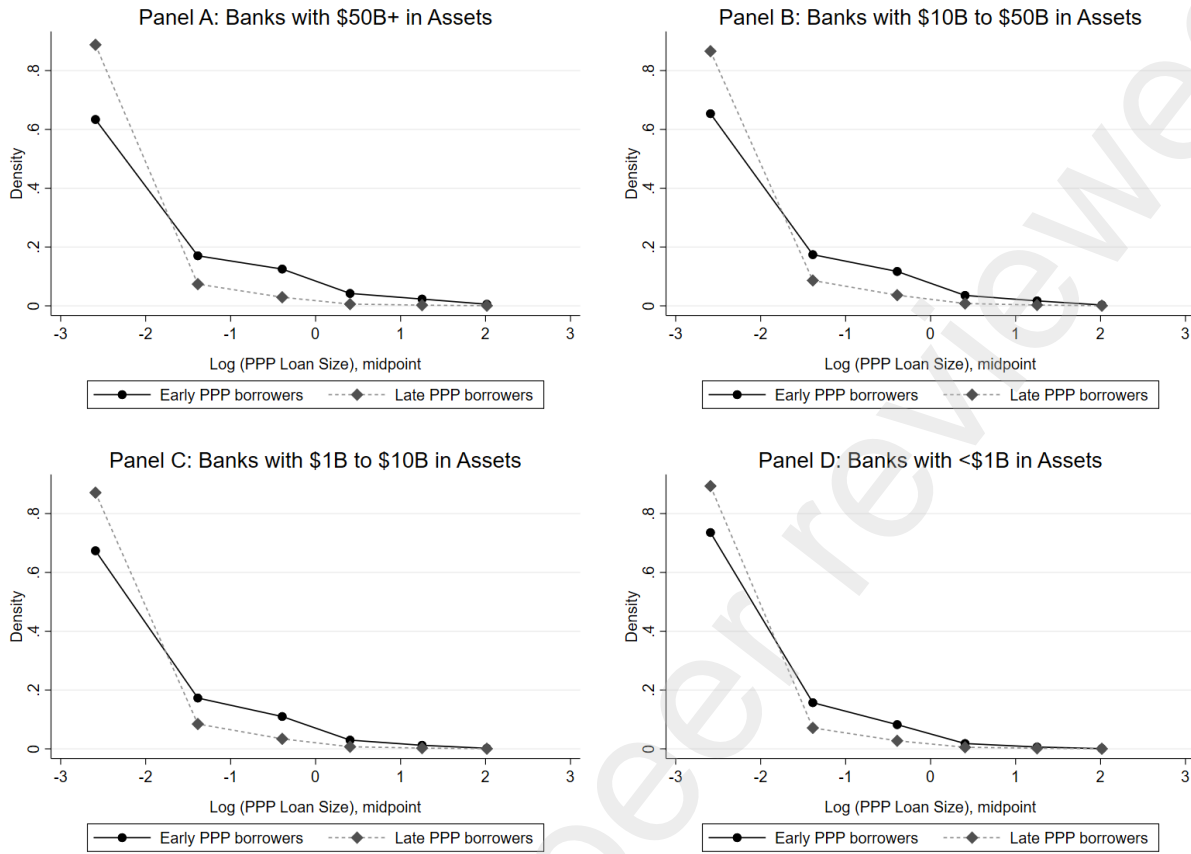 Panel A: Banks with $50B+ in Assets
Density
.8
.6
.4
.2
0
-3 -2 -1 0 1 2 3
Log (PPP Loan Size), midpoint
Early PPP borrowers Late PPP borrowers
Panel B: Banks with $10B to $50B in Assets
Density
.8
.6
.4
.2
0
-3 -2 -1 0 1 2 3
Log (PPP Loan Size), midpoint
Early PPP borrowers Late PPP borrowers
Panel C: Banks with $1B to $10B in Assets
Density
.8
.6
.4
.2
0
-3 -2 -1 0 1 2 3
Log (PPP Loan Size), midpoint
Early PPP borrowers Late PPP borrowers
Panel D: Banks with <$1B in Assets
Density
.8
.6
.4
.2
0
-3 -2 -1 0 1 2 3
Log (PPP Loan Size), midpoint
Early PPP borrowers Late PPP borrowers
peer reviewe